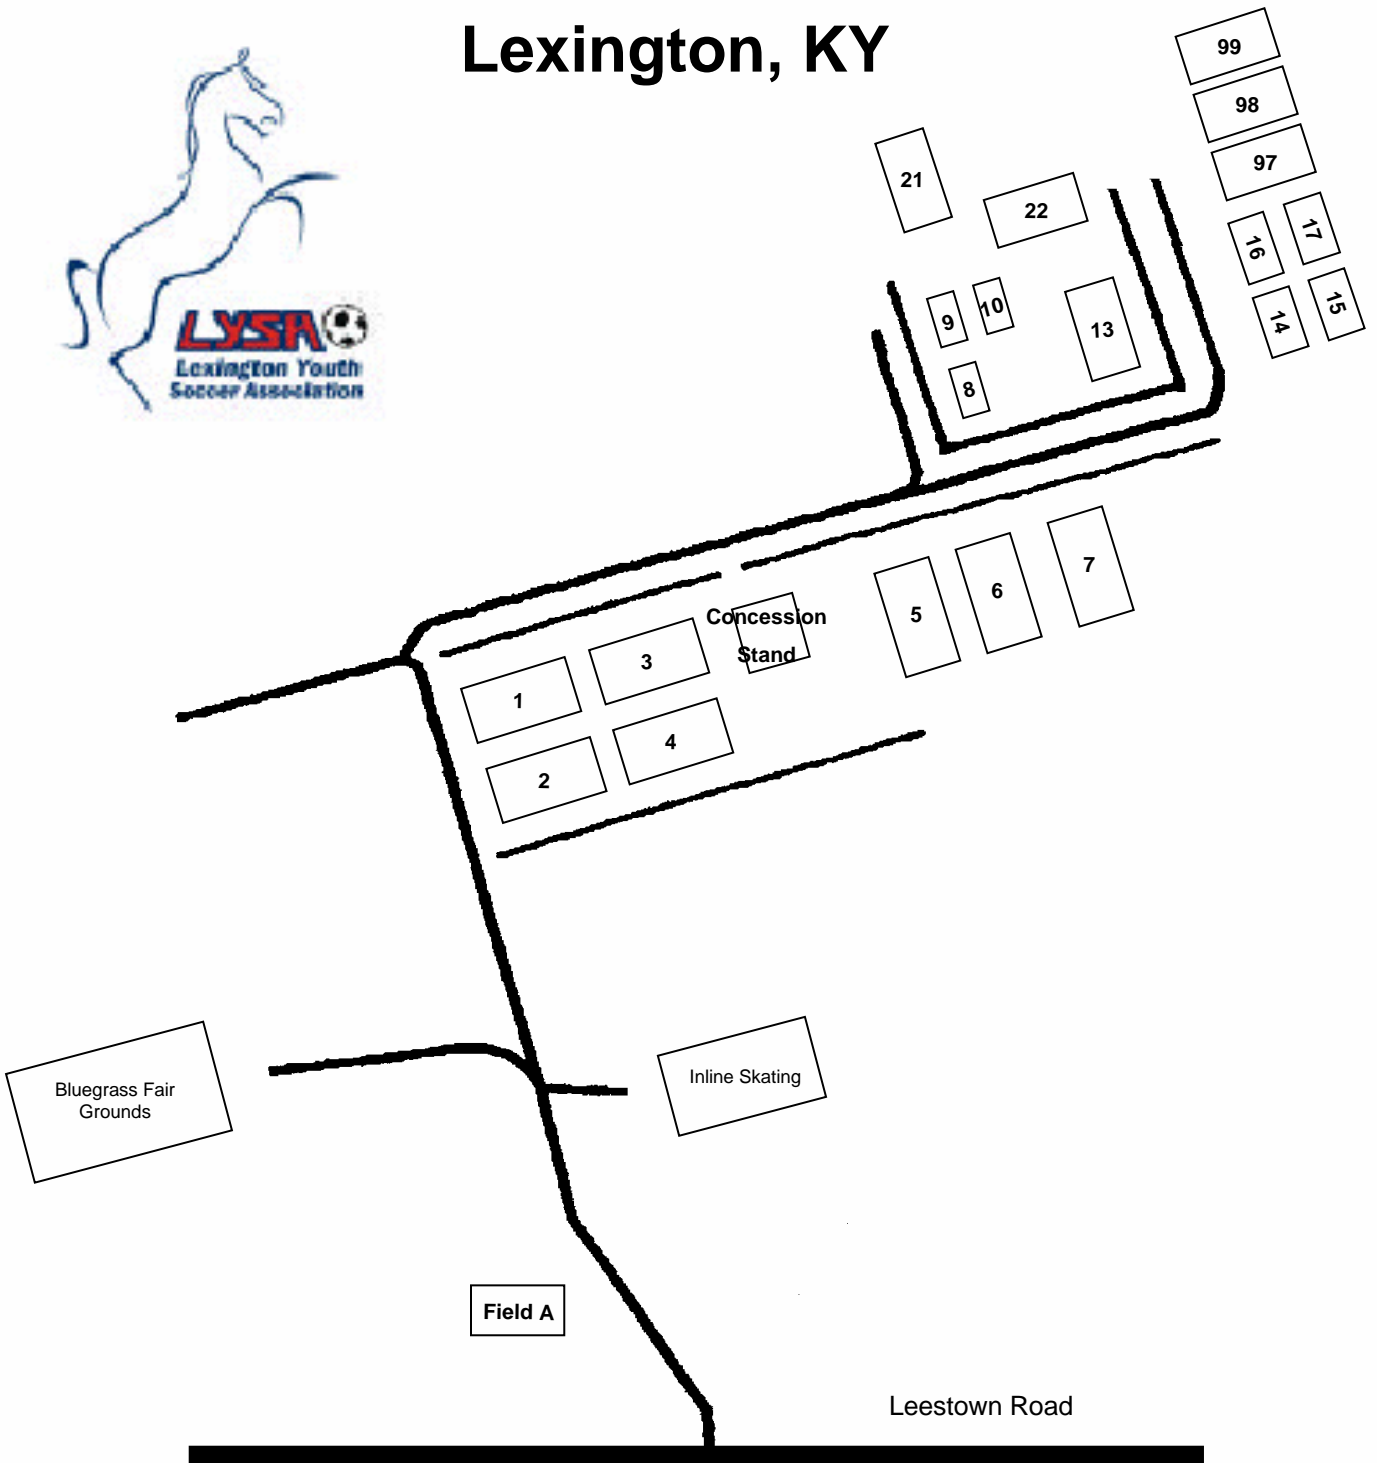 Lexington, KY
99
98
97
21
22
16
17
9
10
13
14
15
8
LYSA
Lexington Youth
Soccer Association
5
6
7
Concession
Stand
3
1
4
2
Bluegrass Fair
Grounds
Inline Skating
Field A
Leestown Road